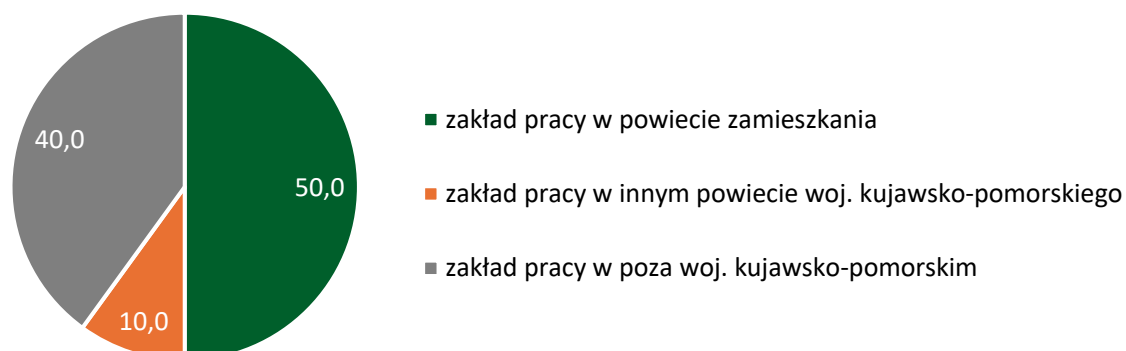 40,0
50,0
10,0
zakład pracy w powiecie zamieszkania
zakład pracy w innym powiecie woj. kujawsko-pomorskiego
zakład pracy w poza woj. kujawsko-pomorskim